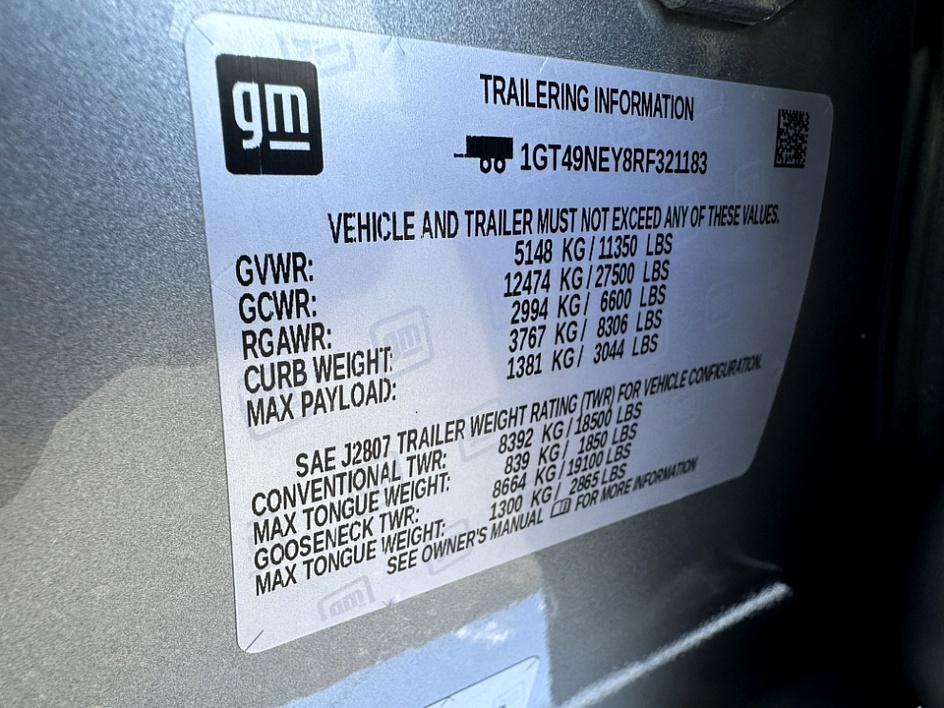 gm
TRAILERING INFORMATION
1GT49NEY8RF321183
VEHICLE AND TRAILER MUST NOT EXCEED ANY OF THESE VALUES.
GVWR: 5148 KG / 11350 LBS
GCWR: 12474 KG / 27500 LBS
RGAWR: 2994 KG / 6600 LBS
CURB WEIGHT: 3767 KG / 8306 LBS
MAX PAYLOAD: 1381 KG / 3044 LBS
SAE J2807 TRAILER WEIGHT RATING (TWR) FOR VEHICLE CONFIGURATION.
CONVENTIONAL TWR: 8392 KG / 18500 LBS
MAX TONGUE WEIGHT: 839 KG / 1850 LBS
GOOSENECK TWR: 8664 KG / 19100 LBS
MAX TONGUE WEIGHT: 1300 KG / 2865 LBS
SEE OWNER'S MANUAL FOR MORE INFORMATION